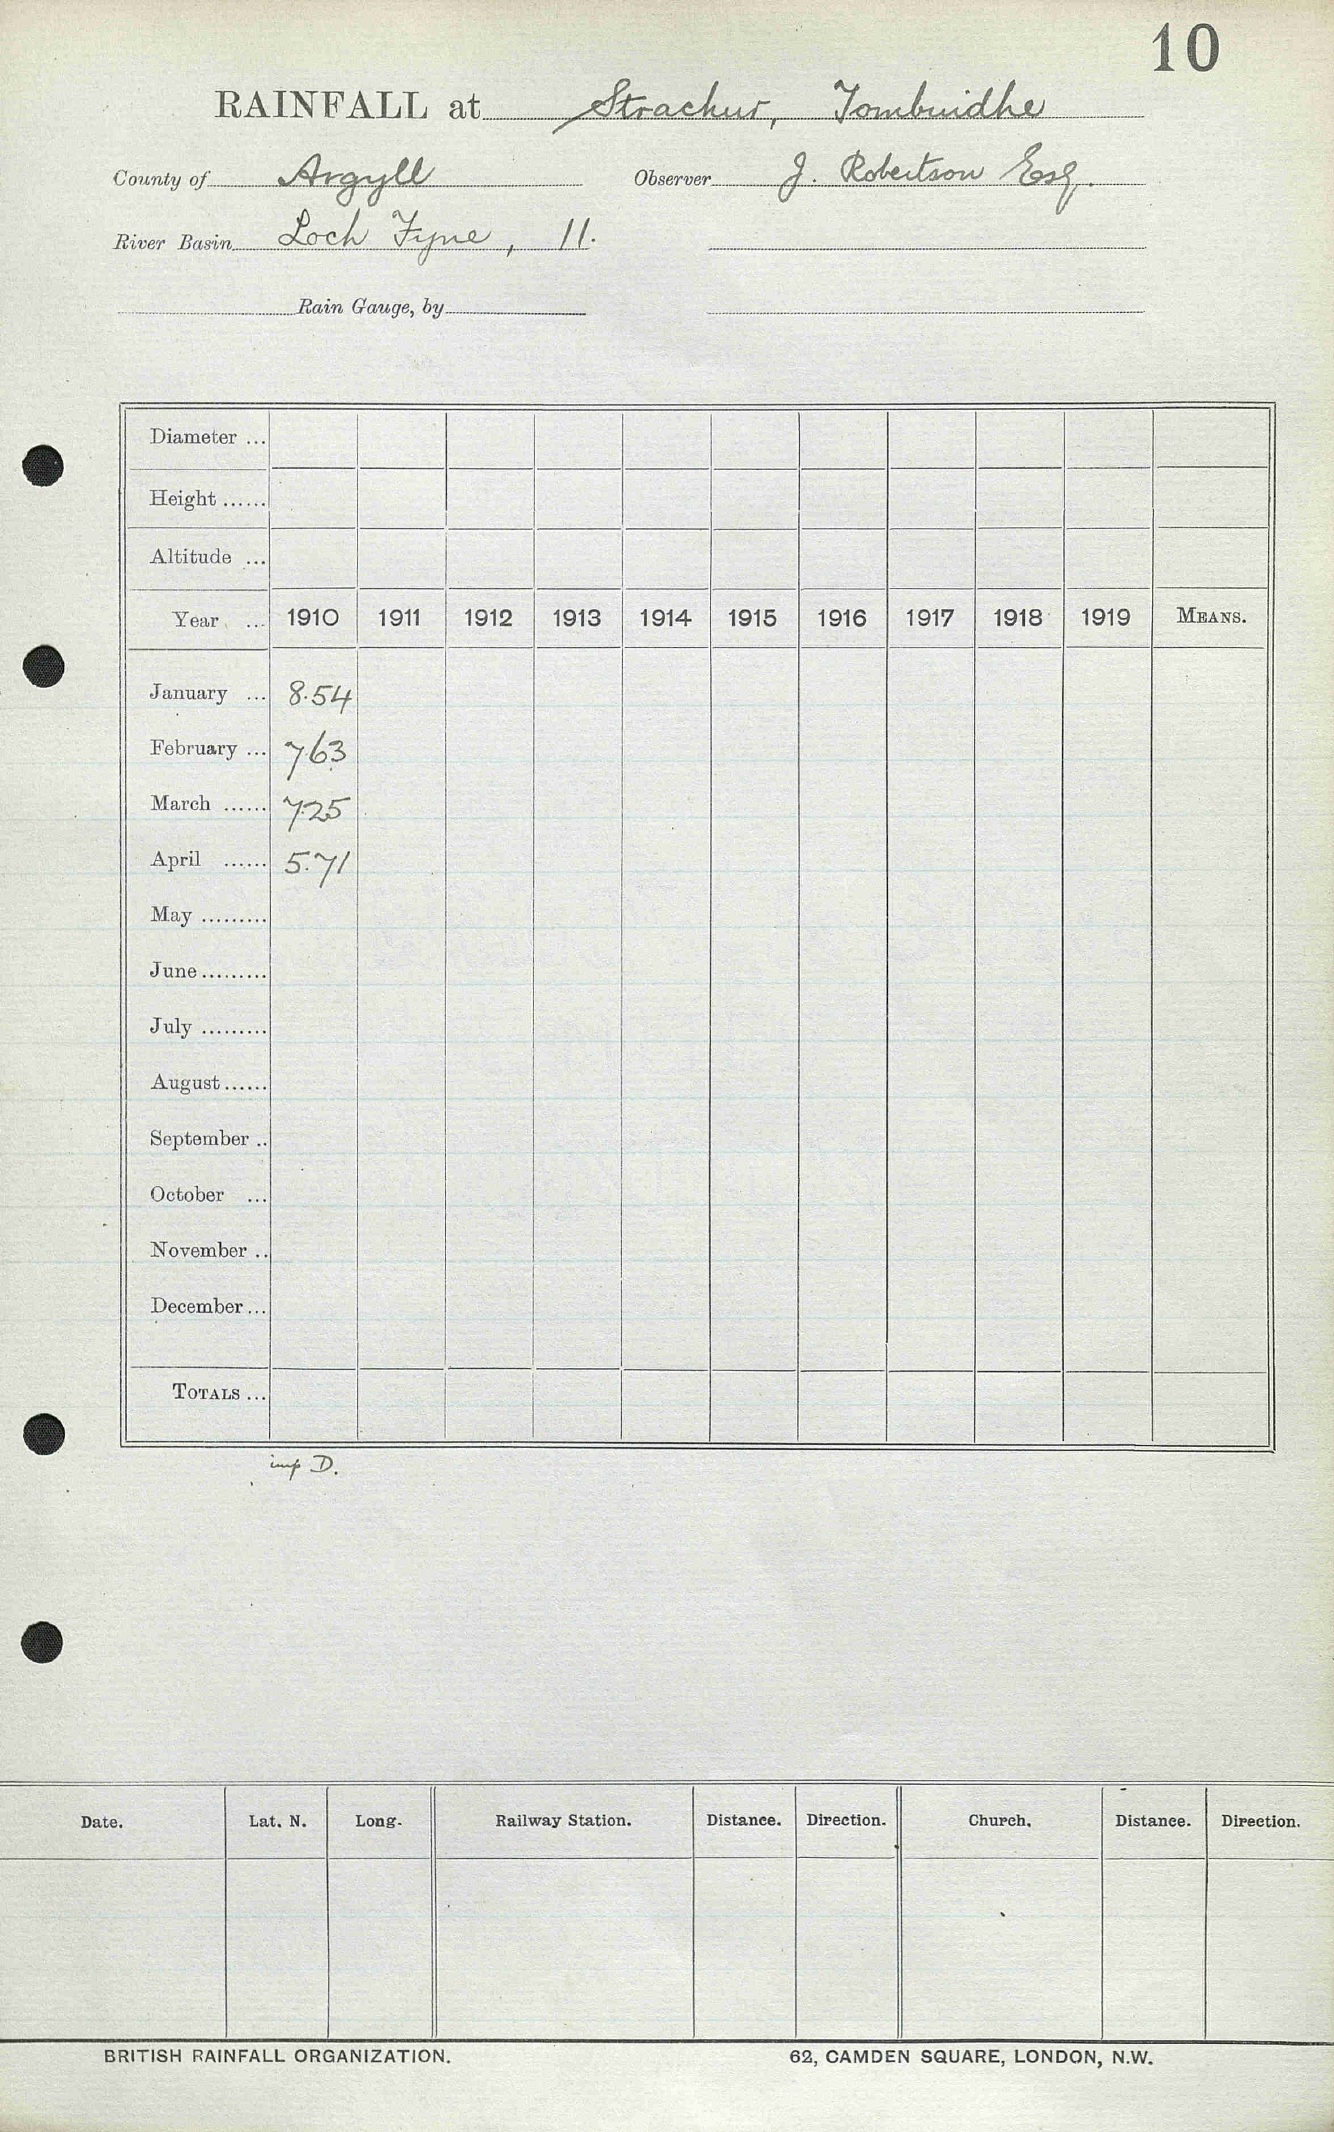 10
RAINFALL at Strachur, Tombuidhe
County of Argyll Observer J. Robertson Esq.
River Basin Loch Fyne, 11.
Rain Gauge, by
Diameter ...
Height ......
Altitude ...
Year ... 1910 1911 1912 1913 1914 1915 1916 1917 1918 1919 MEANS.
January ... 8.54
February ... 7.63
March ...... 7.25
April ...... 5.71
May .........
June .........
July .........
August ......
September ..
October ...
November ..
December ...
TOTALS ...
imp D.
Date. Lat. N. Long. Railway Station. Distance. Direction. Church. Distance. Direction.
BRITISH RAINFALL ORGANIZATION. 62, CAMDEN SQUARE, LONDON, N.W.